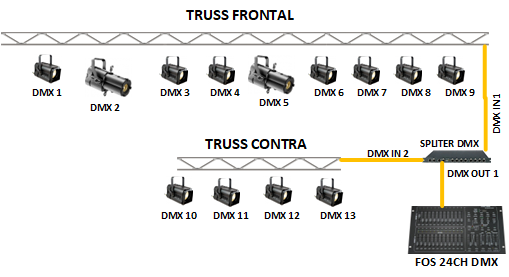 TRUSS FRONTAL
DMX 1
DMX 2
DMX 3
DMX 4
DMX 5
DMX 6
DMX 7
DMX 8
DMX 9
DMX IN1
TRUSS CONTRA
DMX IN 2
SPLITER DMX
DMX OUT 1
DMX 10
DMX 11
DMX 12
DMX 13
FOS 24CH DMX